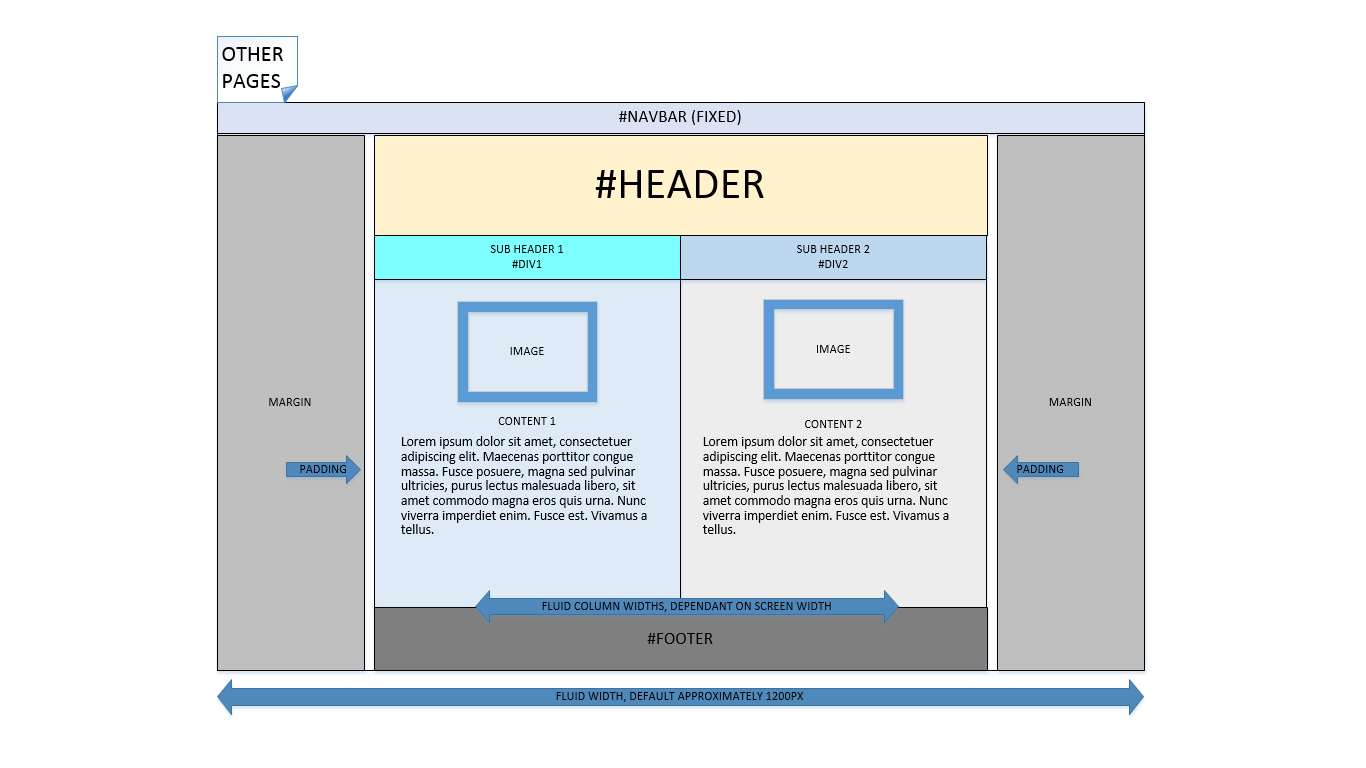 OTHER
PAGES
#NAVBAR (FIXED)
#HEADER
SUB HEADER 1
#DIV1
SUB HEADER 2
#DIV2
IMAGE
IMAGE
MARGIN
MARGIN
CONTENT 1
Lorem ipsum dolor sit amet, consectetuer
adipiscing elit. Maecenas porttitor congue
massa. Fusce posuere, magna sed pulvinar
ultricies, purus lectus malesuada libero, sit
amet commodo magna eros quis urna. Nunc
viverra imperdiet enim. Fusce est. Vivamus a
tellus.
CONTENT 2
Lorem ipsum dolor sit amet, consectetuer
adipiscing elit. Maecenas porttitor congue
massa. Fusce posuere, magna sed pulvinar
ultricies, purus lectus malesuada libero, sit
amet commodo magna eros quis urna. Nunc
viverra imperdiet enim. Fusce est. Vivamus a
tellus.
PADDING
PADDING
FLUID COLUMN WIDTHS, DEPENDANT ON SCREEN WIDTH
#FOOTER
FLUID WIDTH, DEFAULT APPROXIMATELY 1200PX